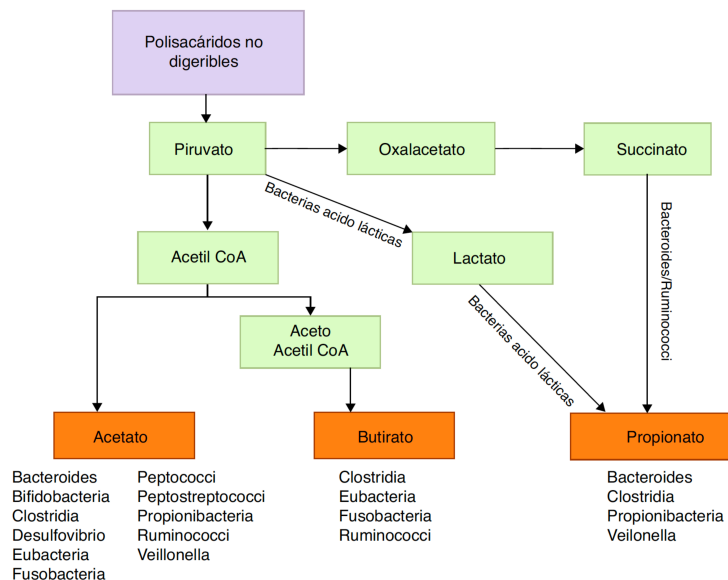 Polisacáridos no
digeribles
Piruvato
Oxalacetato
Succinato
Bacterias acido lácticas
Bacteroides/Ruminococci
Acetil CoA
Lactato
Aceto
Acetil CoA
Bacterias acido lácticas
Acetato
Butirato
Propionato
Bacteroides
Bifidobacteria
Clostridia
Desulfovibrio
Eubacteria
Fusobacteria
Peptococci
Peptostreptococci
Propionibacteria
Ruminococci
Veillonella
Clostridia
Eubacteria
Fusobacteria
Ruminococci
Bacteroides
Clostridia
Propionibacteria
Veilonella